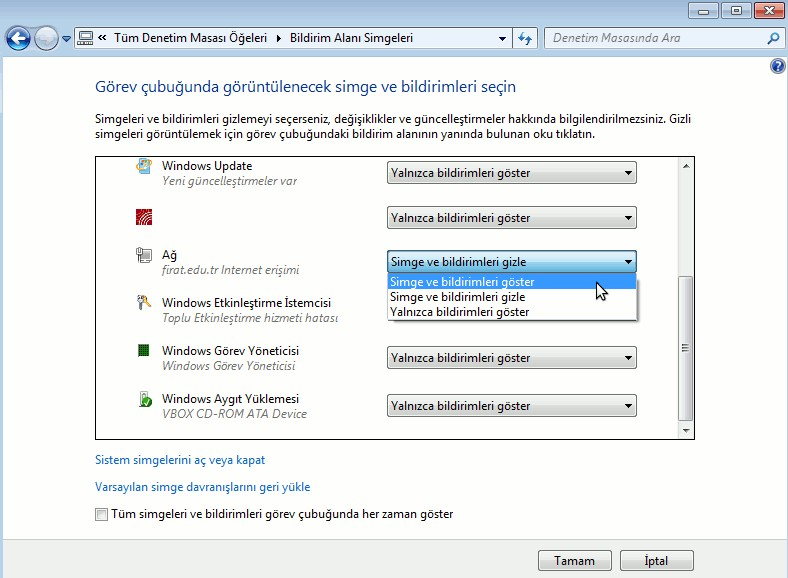 Tüm Denetim Masası Öğeleri
Bildirim Alanı Simgeleri
Denetim Masasında Ara
Görev çubuğunda görüntülenecek simge ve bildirimleri seçin
Simgeleri ve bildirimleri gizlemeyi seçerseniz, değişiklikler ve güncelleştirmeler hakkında bilgilendirilmezsiniz. Gizli
simgeleri görüntülemek için görev çubuğundaki bildirim alanının yanında bulunan oku tıklatın.
Windows Update
Yeni güncelleştirmeler var
Yalnızca bildirimleri göster
Yalnızca bildirimleri göster
Ağ
firat.edu.tr Internet erişimi
Simge ve bildirimleri gizle
Simge ve bildirimleri göster
Simge ve bildirimleri gizle
Yalnızca bildirimleri göster
Windows Etkinleştirme İstemcisi
Toplu Etkinleştirme hizmeti hatası
Windows Görev Yöneticisi
Windows Görev Yöneticisi
Yalnızca bildirimleri göster
Windows Aygıt Yüklemesi
VBOX CD-ROM ATA Device
Yalnızca bildirimleri göster
Sistem simgelerini aç veya kapat
Varsayılan simge davranışlarını geri yükle
Tüm simgeleri ve bildirimleri görev çubuğunda her zaman göster
Tamam
İptal